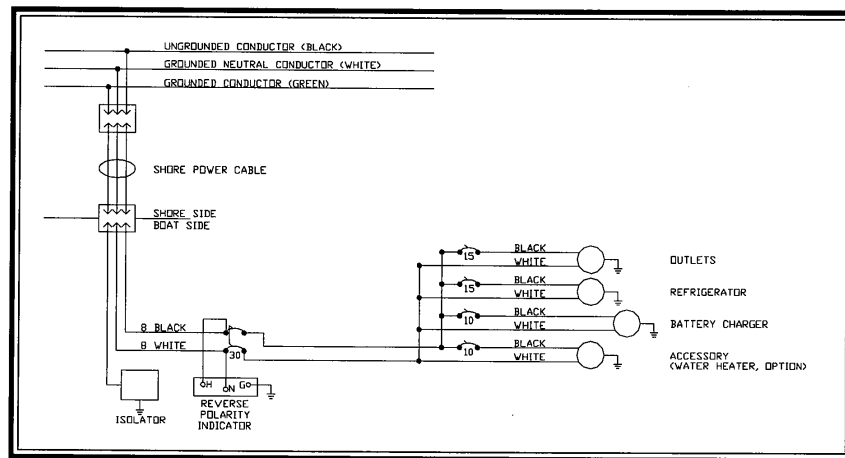 UNGROUNDED CONDUCTOR (BLACK)
GROUNDED NEUTRAL CONDUCTOR (WHITE)
GROUNDED CONDUCTOR (GREEN)
SHORE POWER CABLE
SHORE SIDE
BOAT SIDE
15 BLACK
WHITE
OUTLETS
15 BLACK
WHITE
REFRIGERATOR
10 BLACK
WHITE
BATTERY CHARGER
10 BLACK
WHITE
ACCESSORY
(WATER HEATER, OPTION)
8 BLACK
8 WHITE
30
H N G
REVERSE
POLARITY
INDICATOR
ISOLATOR